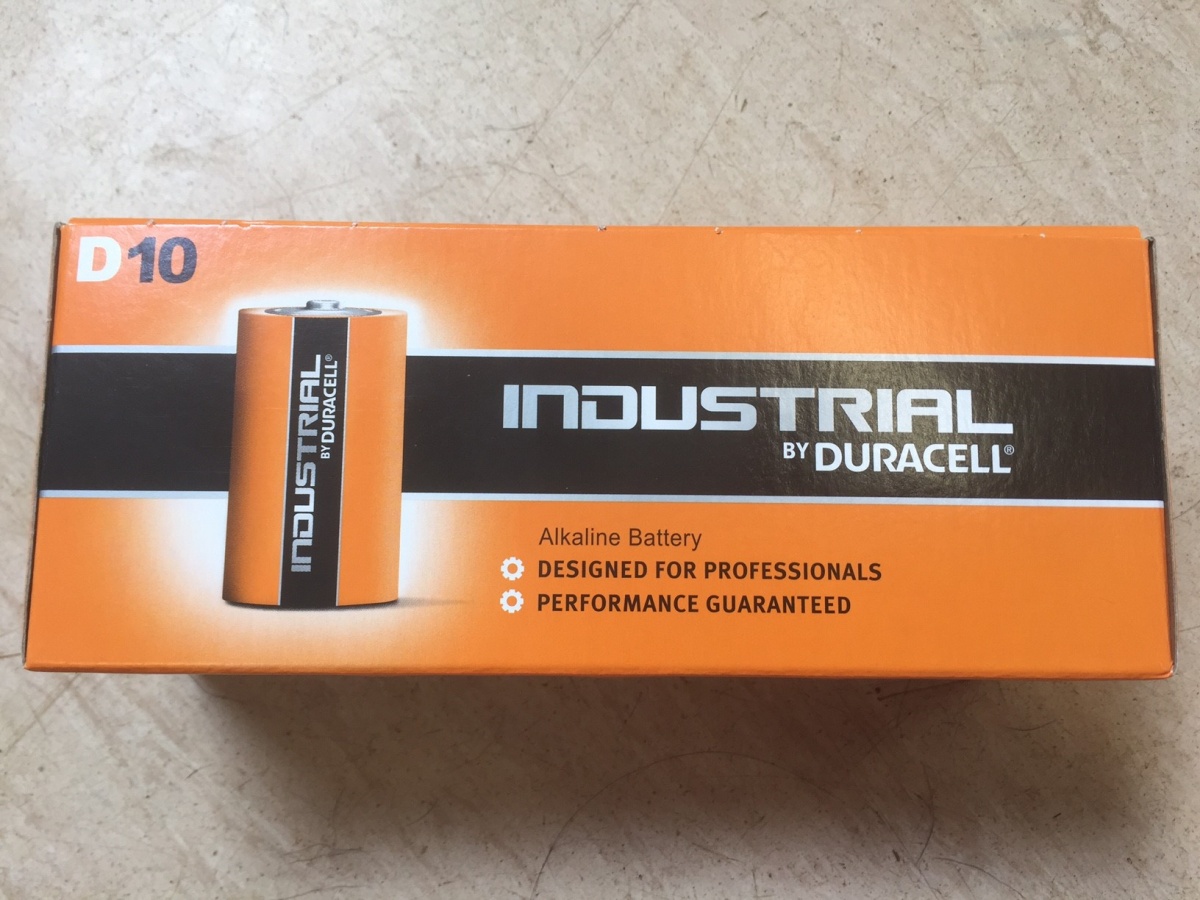 D10
INDUSTRIAL
BY DURACELL®
INDUSTRIAL
BY DURACELL®
Alkaline Battery
DESIGNED FOR PROFESSIONALS
PERFORMANCE GUARANTEED